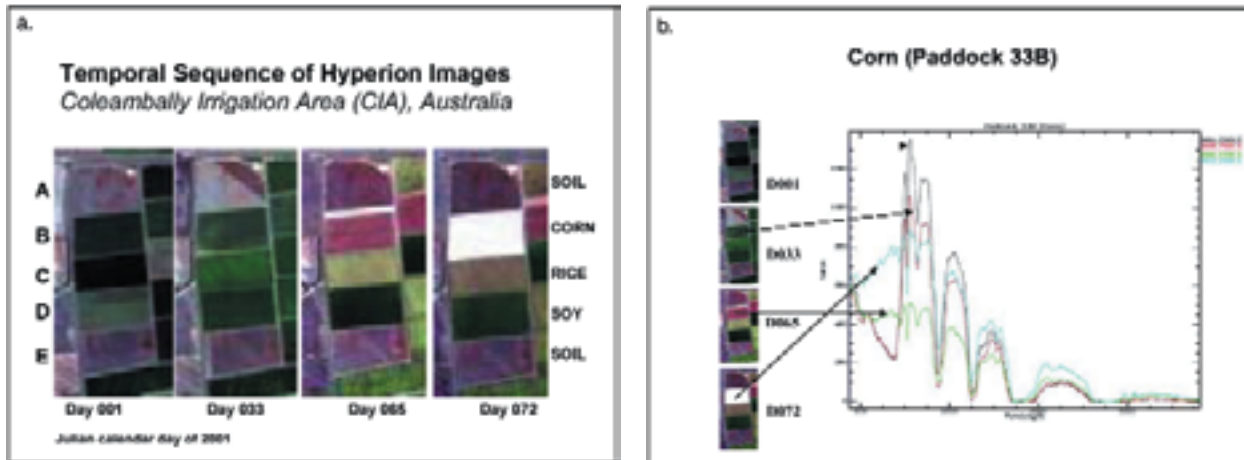 a.
Temporal Sequence of Hyperion Images
Coleambally Irrigation Area (CIA), Australia
A
B
C
D
E
SOIL
CORN
RICE
SOY
SOIL
Day 001
Day 033
Day 065
Day 072
Julian calendar day of 2001
b.
Corn (Paddock 33B)
D001
D033
D065
D072